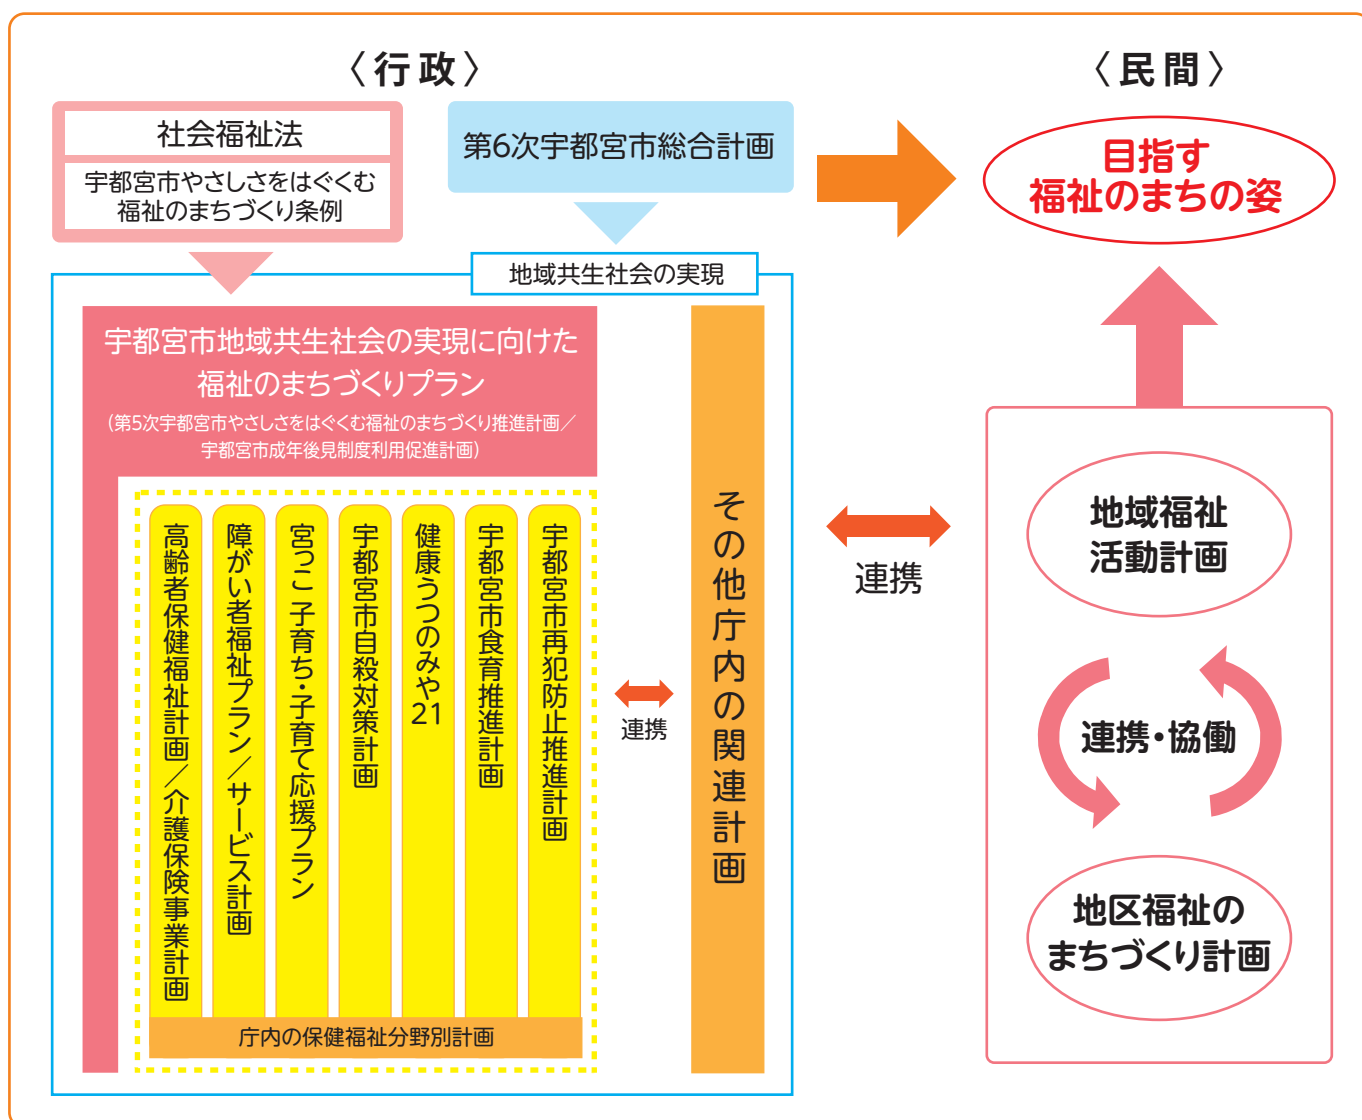 〈行政〉
社会福祉法
宇都宮市やさしさをはぐくむ
福祉のまちづくり条例
第6次宇都宮市総合計画
地域共生社会の実現
宇都宮市地域共生社会の実現に向けた
福祉のまちづくりプラン
(第5次宇都宮市やさしさをはぐくむ福祉のまちづくり推進計画／
宇都宮市成年後見制度利用促進計画)
高齢者保健福祉計画／介護保険事業計画
障がい者福祉プラン／サービス計画
宮っこ 子育ち・子育て応援プラン
宇都宮市自殺対策計画
健康うつのみや21
宇都宮市食育推進計画
宇都宮市再犯防止推進計画
庁内の保健福祉分野別計画
連携
その他庁内の関連計画
連携
〈民間〉
目指す
福祉のまちの姿
地域福祉
活動計画
連携・協働
地区福祉の
まちづくり計画